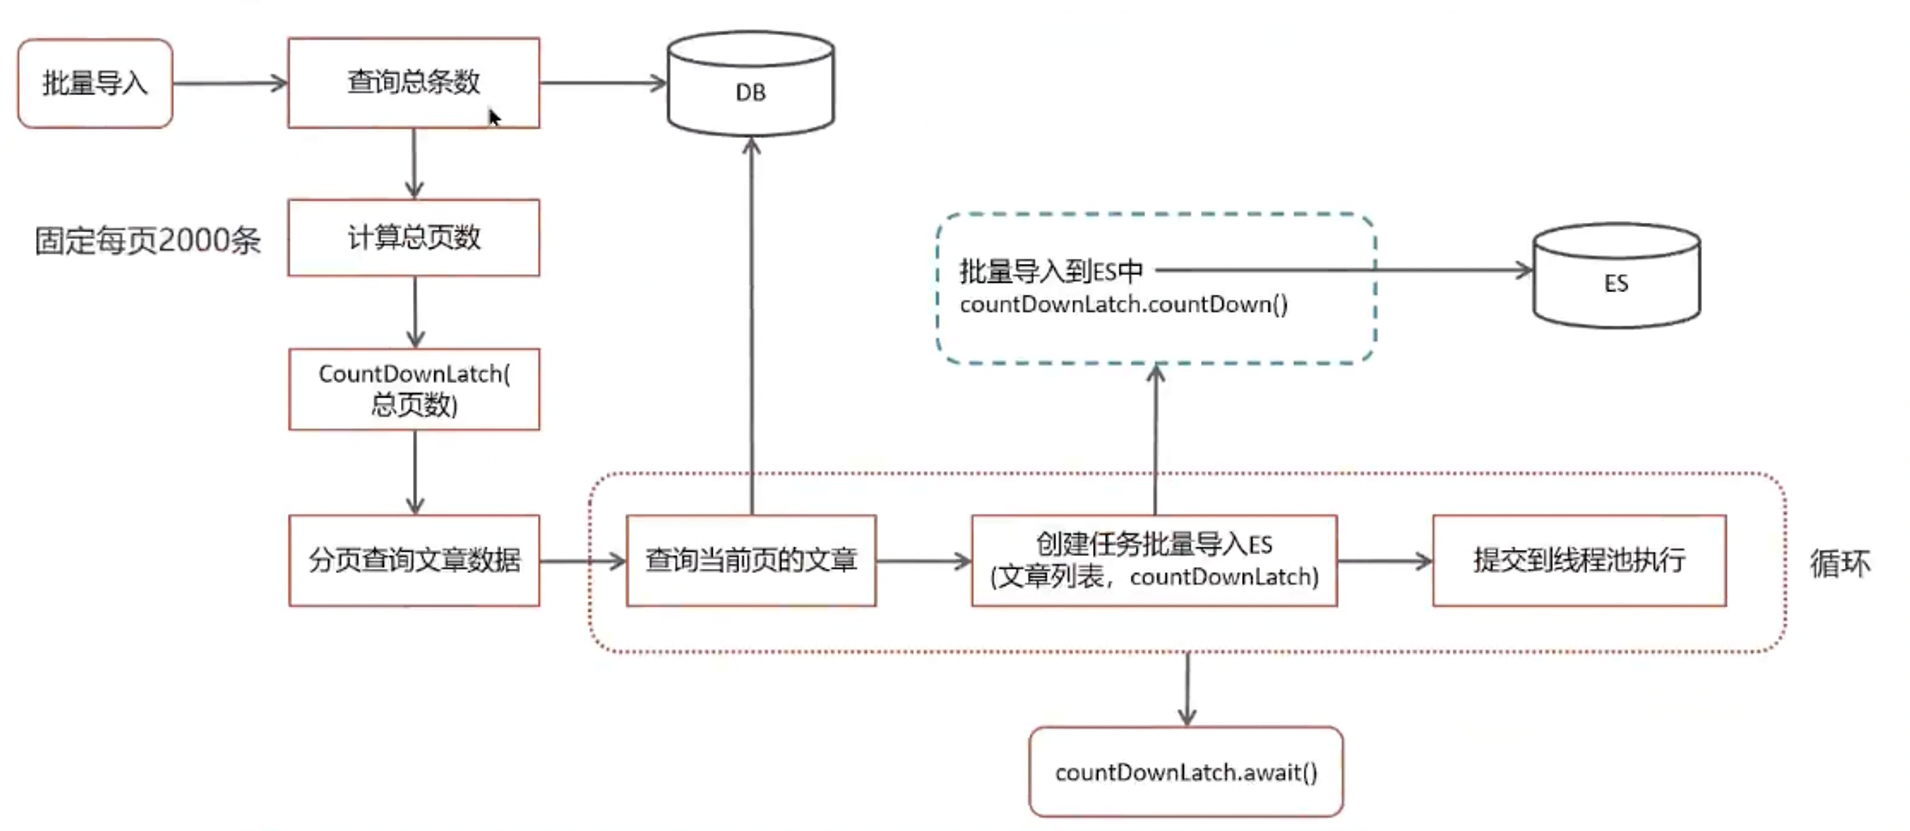 批量导入
查询总条数
DB
固定每页2000条
计算总页数
批量导入到ES中
countDownLatch.countDown()
ES
CountDownLatch(
总页数)
分页查询文章数据
查询当前页的文章
创建任务批量导入ES
(文章列表，countDownLatch)
提交到线程池执行
循环
countDownLatch.await()